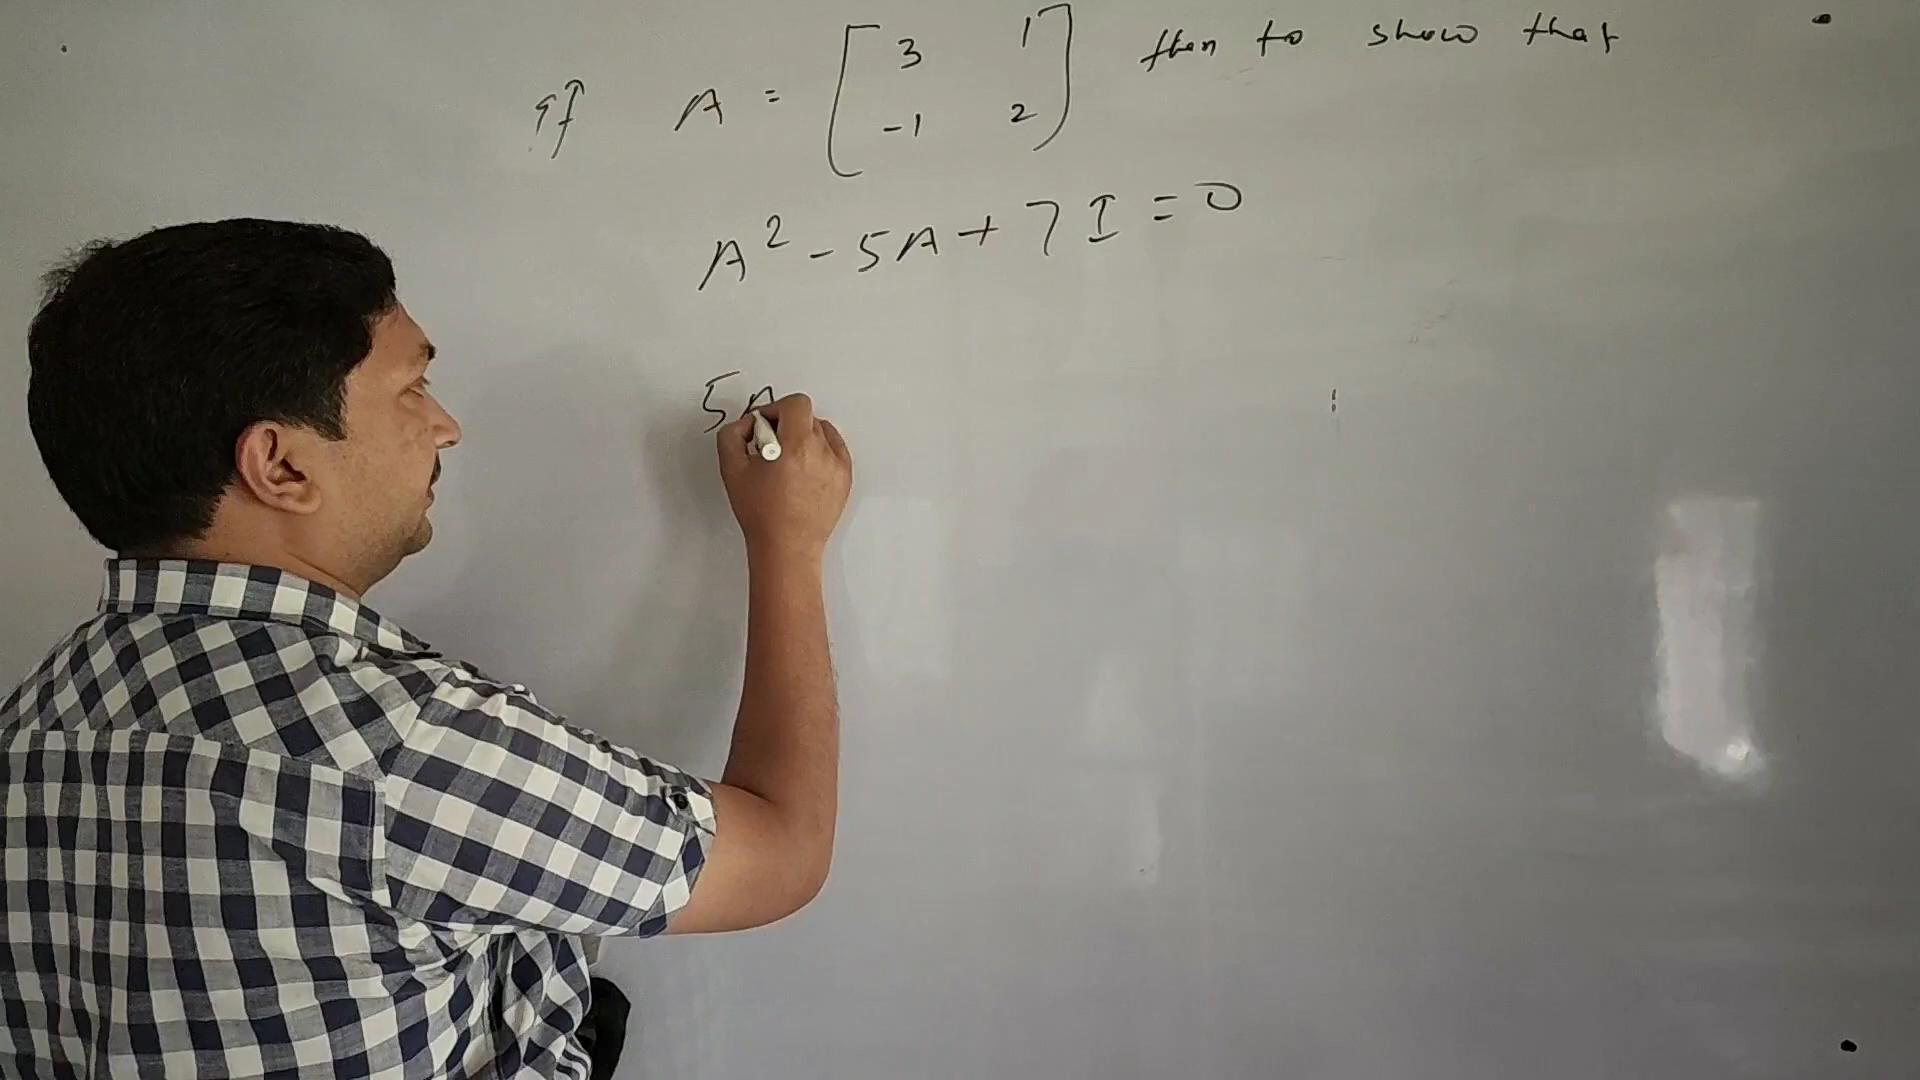 If A = [ 3 1 ] then to show that
[ -1 2 ]
A² - 5A + 7I = 0
5A